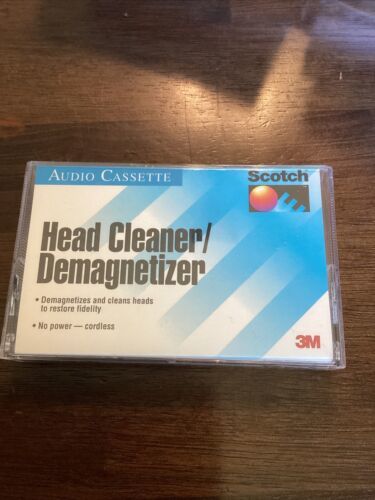 AUDIO CASSETTE
Scotch
Head Cleaner/
Demagnetizer
• Demagnetizes and cleans heads
to restore fidelity
• No power — cordless
3M